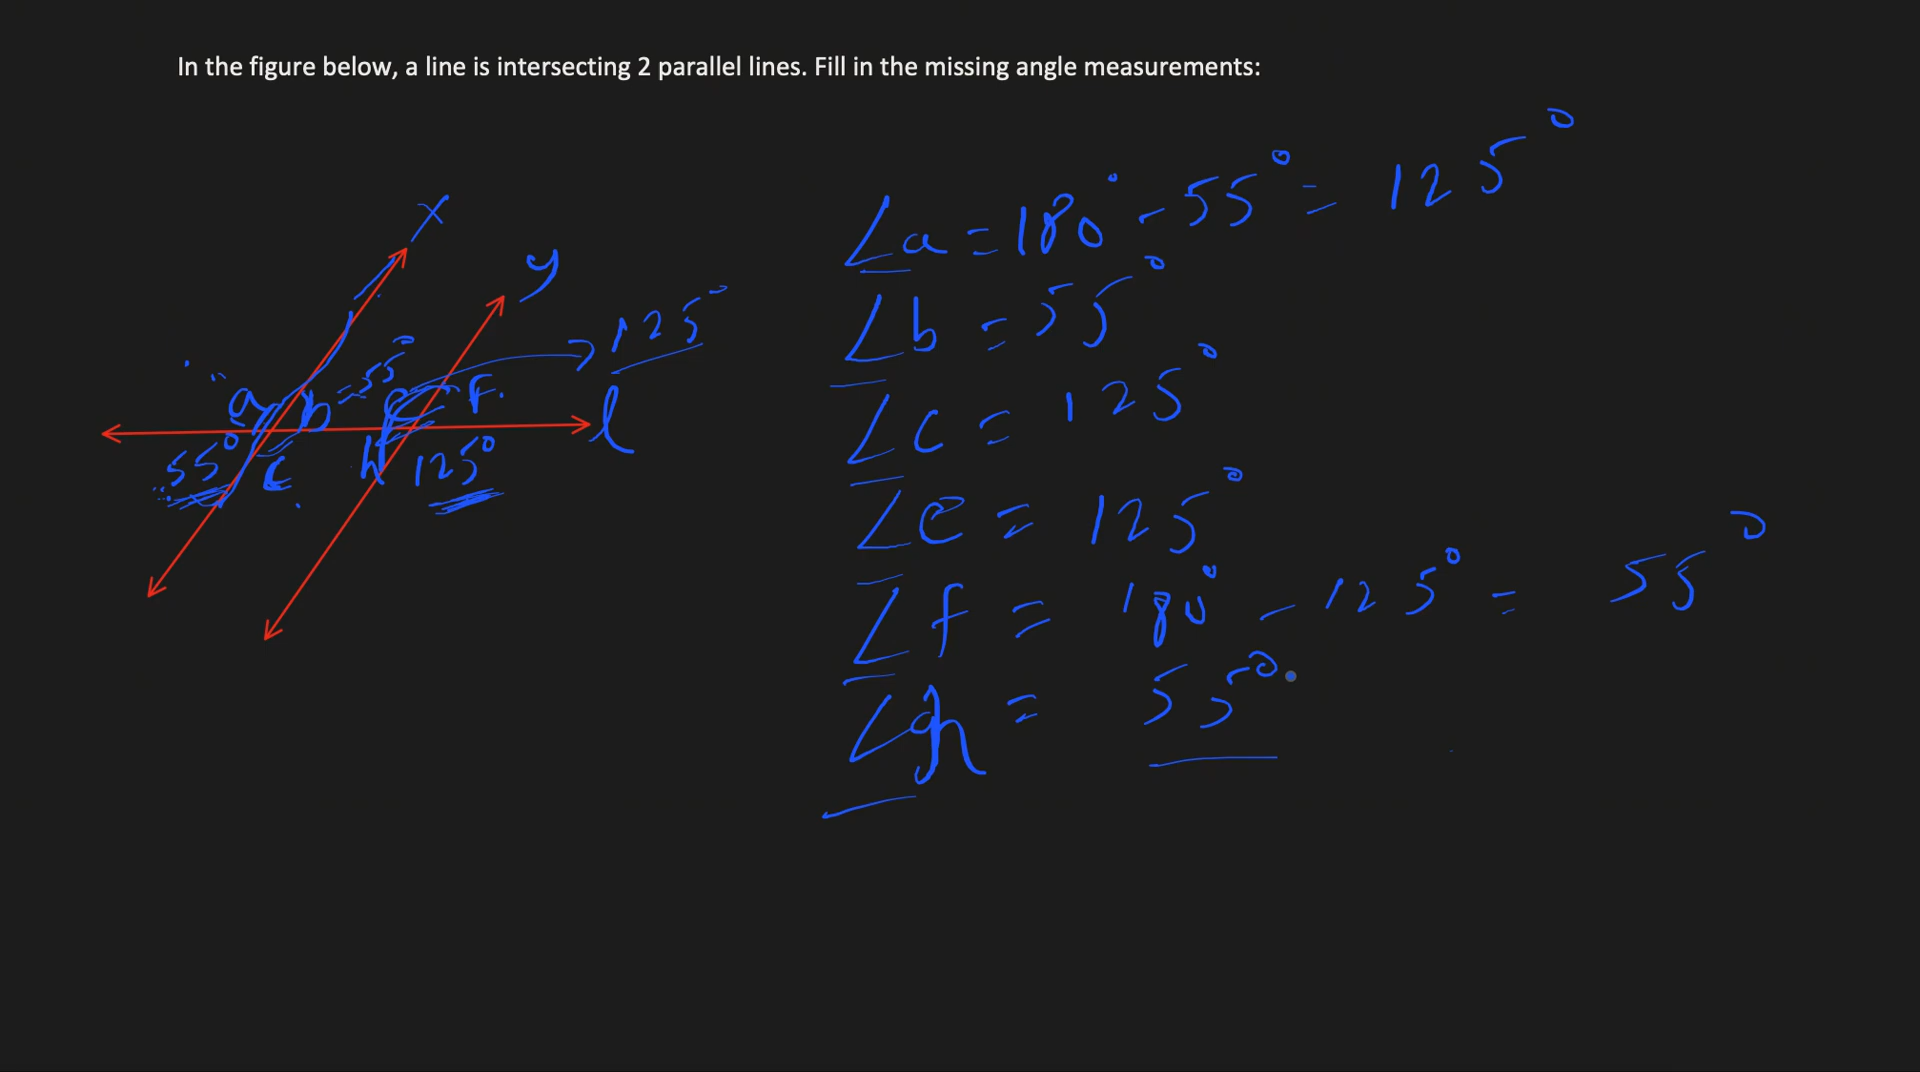 In the figure below, a line is intersecting 2 parallel lines. Fill in the missing angle measurements:
x
y
125°
a
b = 55°
e
f
l
55°
c
h
125°
∠a = 180° - 55° = 125°
∠b = 55°
∠c = 125°
∠e = 125°
∠f = 180° - 125° = 55°
∠h = 55°